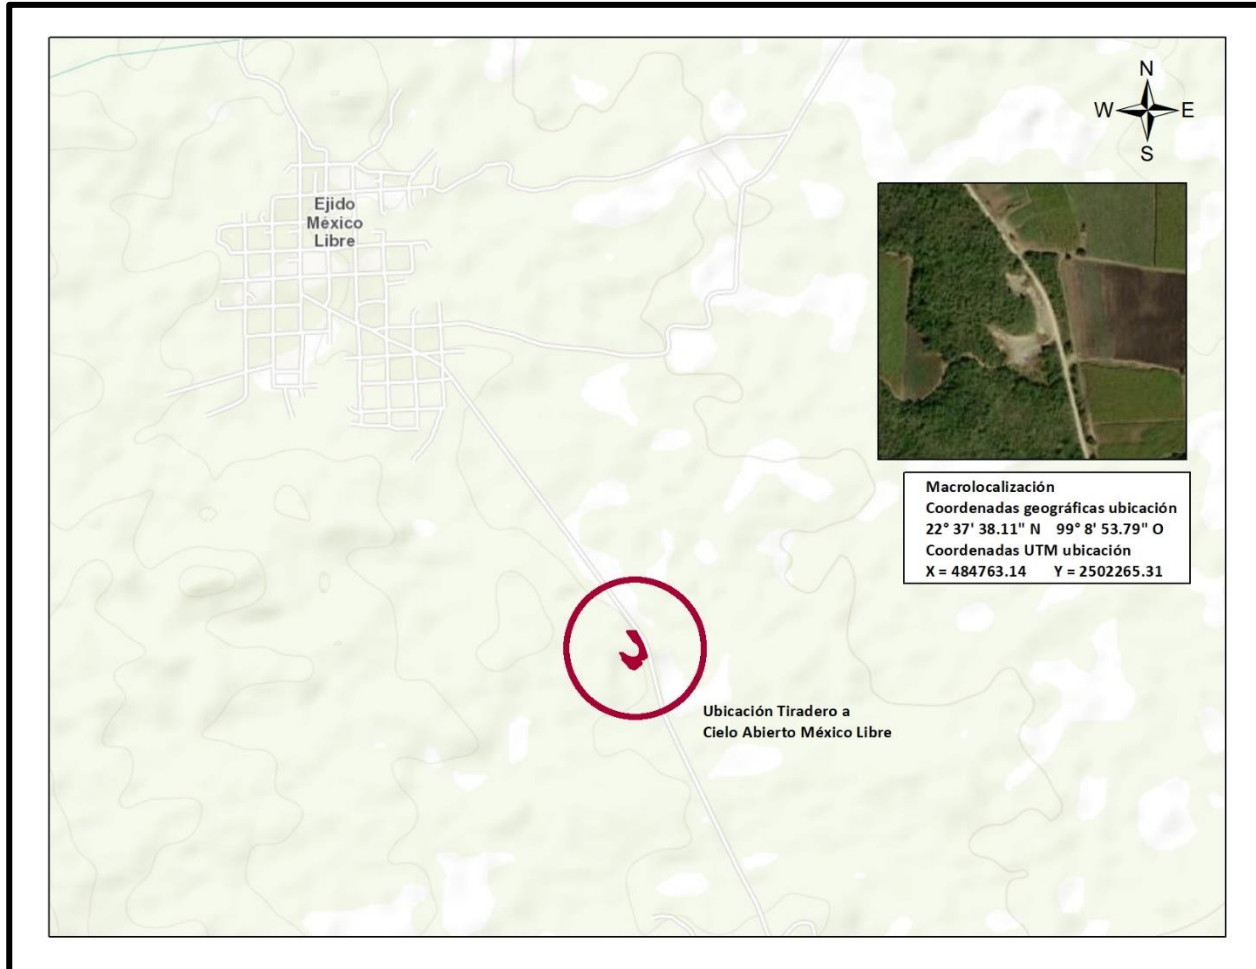 N
W E
S
Ejido
México
Libre
Macrolocalización
Coordenadas geográficas ubicación
22° 37' 38.11" N 99° 8' 53.79" O
Coordenadas UTM ubicación
X = 484763.14 Y = 2502265.31
Ubicación Tiradero a
Cielo Abierto México Libre